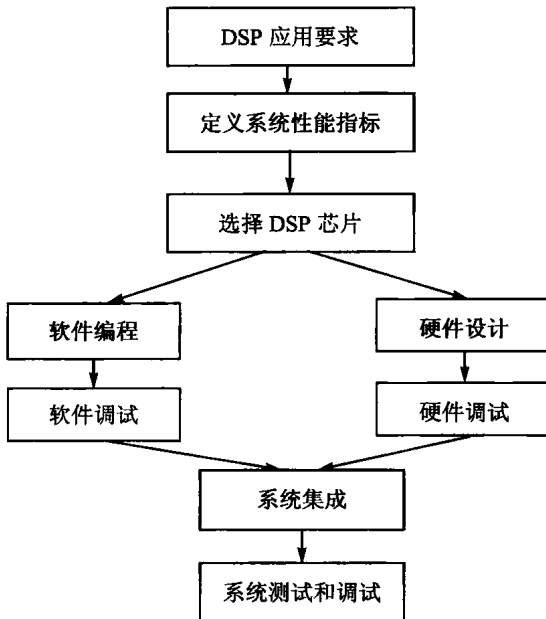 DSP 应用要求
定义系统性能指标
选择 DSP 芯片
软件编程
硬件设计
软件调试
硬件调试
系统集成
系统测试和调试